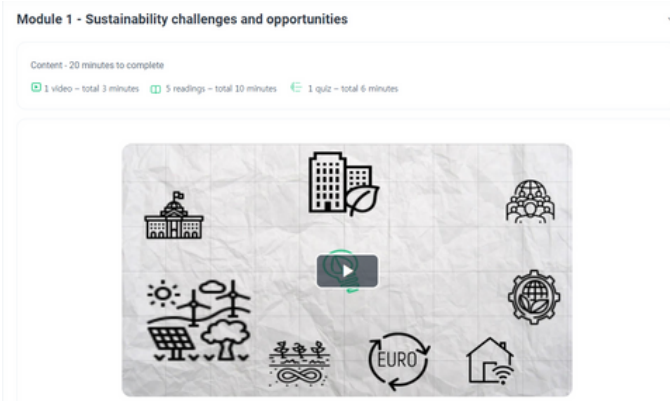 Module 1 - Sustainability challenges and opportunities
Content - 20 minutes to complete
1 video – total 3 minutes 5 readings – total 10 minutes 1 quiz – total 6 minutes
EURO